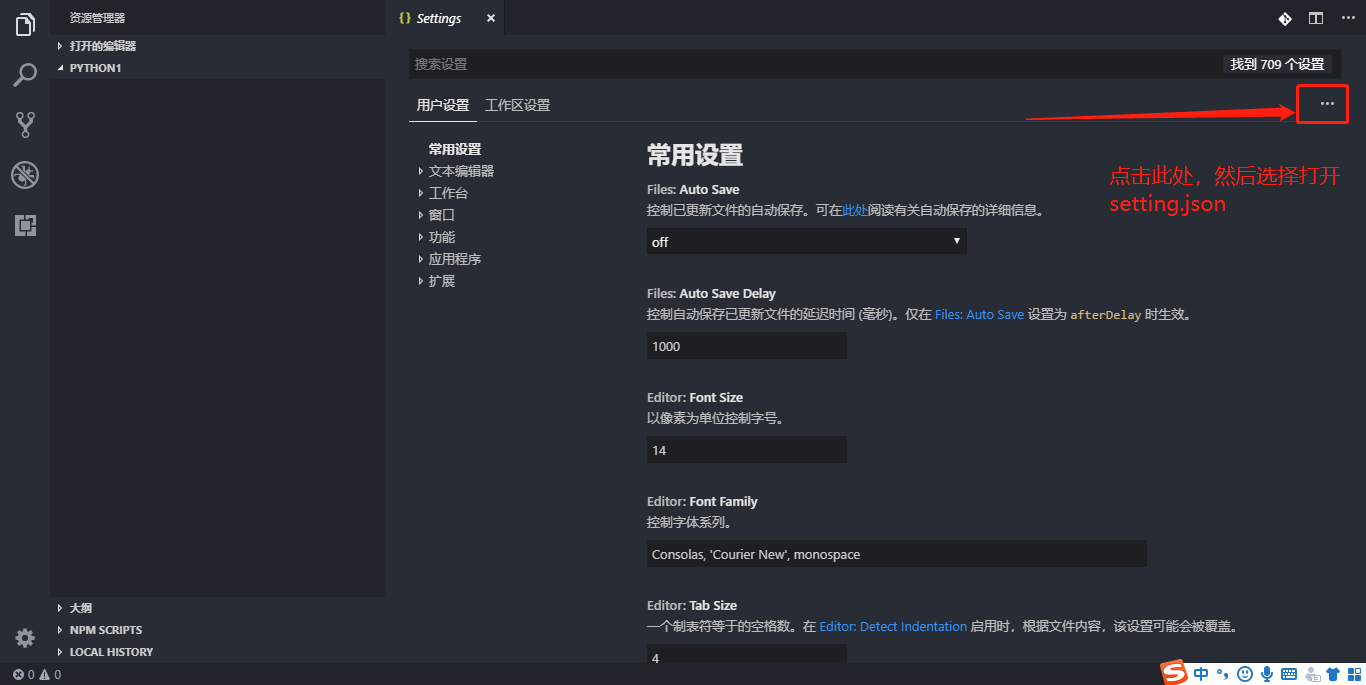 资源管理器
打开的编辑器
PYTHON1
{} Settings ×
搜索设置
找到 709 个设置
用户设置 工作区设置
常用设置
文本编辑器
工作台
窗口
功能
应用程序
扩展
常用设置
Files: Auto Save
控制已更新文件的自动保存。可在此处阅读有关自动保存的详细信息。
off
Files: Auto Save Delay
控制自动保存已更新文件的延迟时间 (毫秒)。仅在 Files: Auto Save 设置为 afterDelay 时生效。
1000
Editor: Font Size
以像素为单位控制字号。
14
Editor: Font Family
控制字体系列。
Consolas, 'Courier New', monospace
Editor: Tab Size
一个制表符等于的空格数。在 Editor: Detect Indentation 启用时，根据文件内容，该设置可能会被覆盖。
4
点击此处，然后选择打开
setting.json
大纲
NPM SCRIPTS
LOCAL HISTORY
0 0
S 中